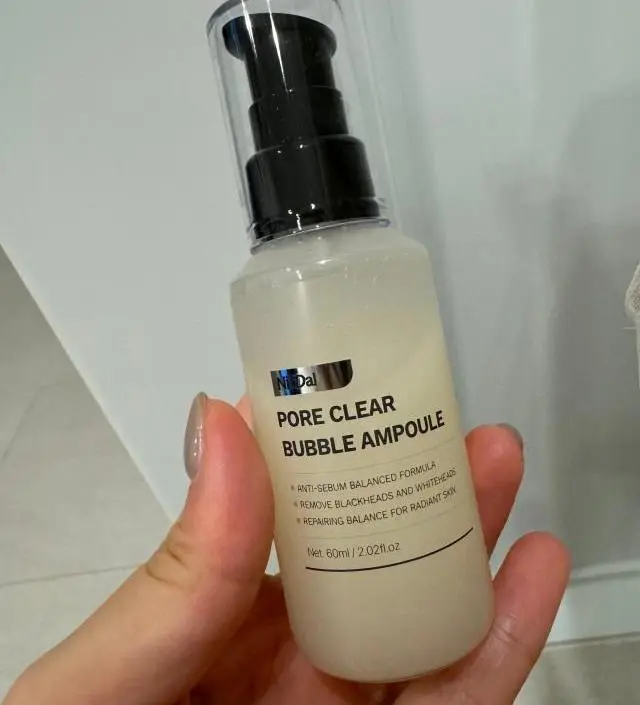 PORE CLEAR
BUBBLE AMPOULE
ANTI-SEBUM BALANCED FORMULA
REMOVE BLACKHEADS AND WHITEHEADS
REPAIRING BALANCE FOR RADIANT SKIN
Net. 60ml / 2.02fl.oz